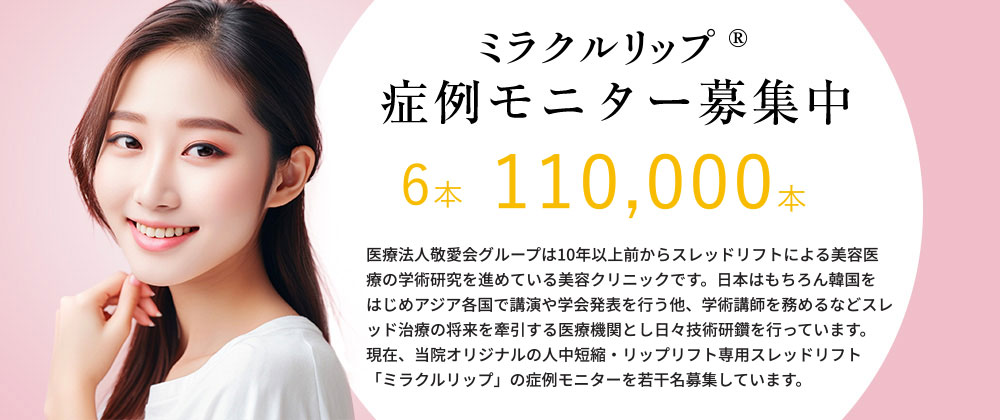 ミラクルリップ ®
症例モニター募集中
6本 110,000本
医療法人敬愛会グループは10年以上前からスレッドリフトによる美容医
療の学術研究を進めている美容クリニックです。日本はもちろん韓国を
はじめアジア各国で講演や学会発表を行う他、学術講師を務めるなどスレ
ッド治療の将来を牽引する医療機関とし日々技術研鑽を行っています。
現在、当院オリジナルの人中短縮・リップリフト専用スレッドリフト
「ミラクルリップ」の症例モニターを若干名募集しています。